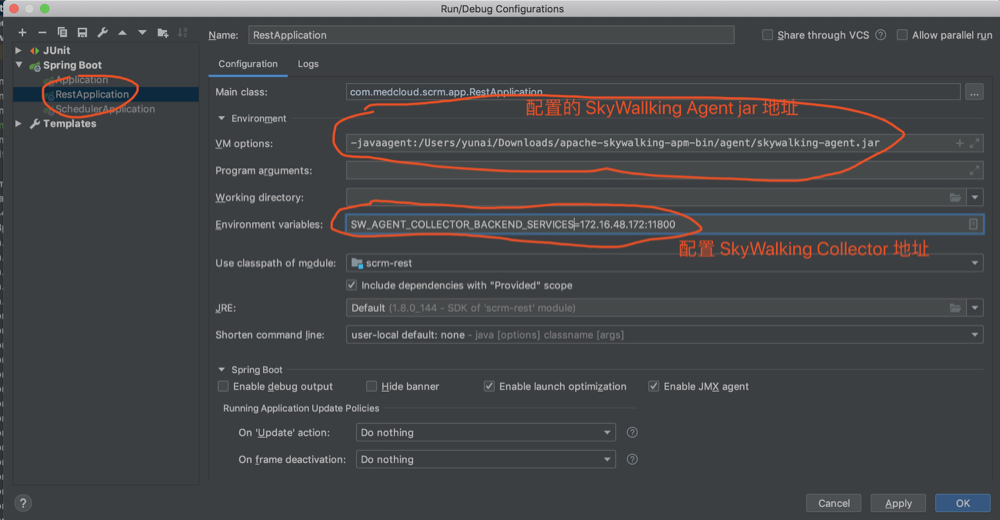 Run/Debug Configurations
Name: RestApplication
Share through VCS
Allow parallel run
JUnit
Spring Boot
Application
RestApplication
SchedulerApplication
Templates
Configuration Logs
Main class: com.medcloud.scrm.app.RestApplication
...
配置的 SkyWallking Agent jar 地址
Environment
VM options: -javaagent:/Users/yunai/Downloads/apache-skywalking-apm-bin/agent/skywalking-agent.jar
Program arguments:
Working directory:
Environment variables: SW_AGENT_COLLECTOR_BACKEND_SERVICES=172.16.48.172:11800
配置 SkyWalking Collector 地址
Use classpath of module: scrm-rest
Include dependencies with "Provided" scope
JRE: Default (1.8.0_144 - SDK of 'scrm-rest' module)
Shorten command line: user-local default: none - java [options] classname [args]
Spring Boot
Enable debug output Hide banner Enable launch optimization Enable JMX agent
Running Application Update Policies
On 'Update' action: Do nothing
On frame deactivation: Do nothing
Cancel Apply OK